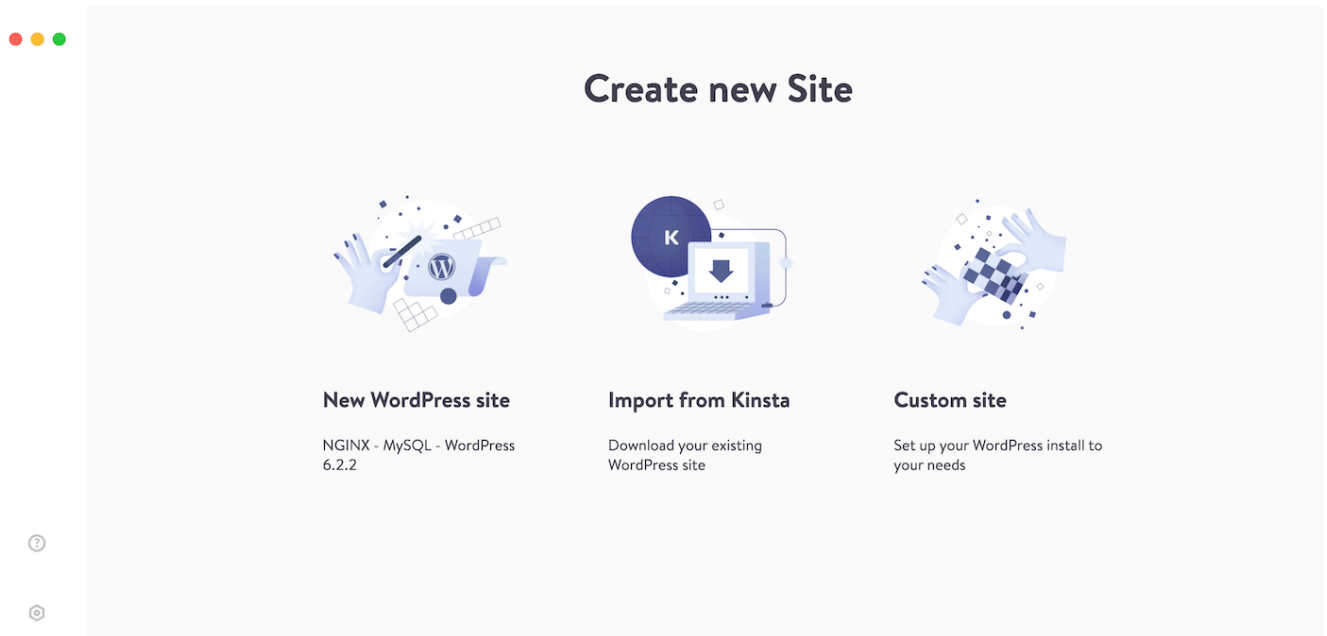 Create new Site
K
New WordPress site
NGINX - MySQL - WordPress
6.2.2
Import from Kinsta
Download your existing
WordPress site
Custom site
Set up your WordPress install to
your needs